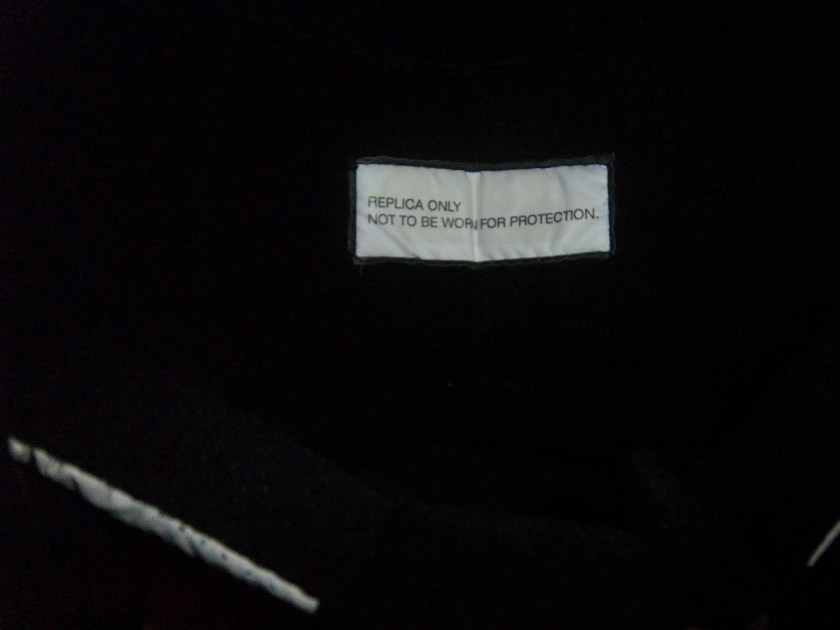 REPLICA ONLY
NOT TO BE WORN FOR PROTECTION.